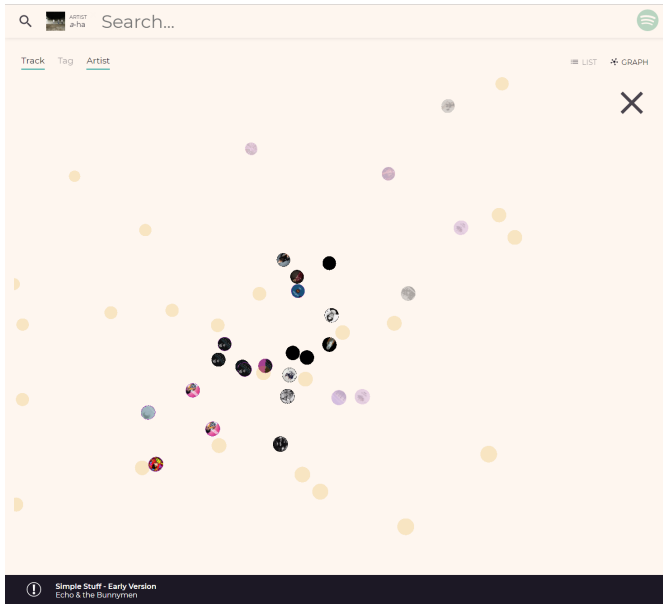 ARTIST
a-ha
Search...
Track Tag Artist
LIST GRAPH
Simple Stuff - Early Version
Echo & the Bunnymen